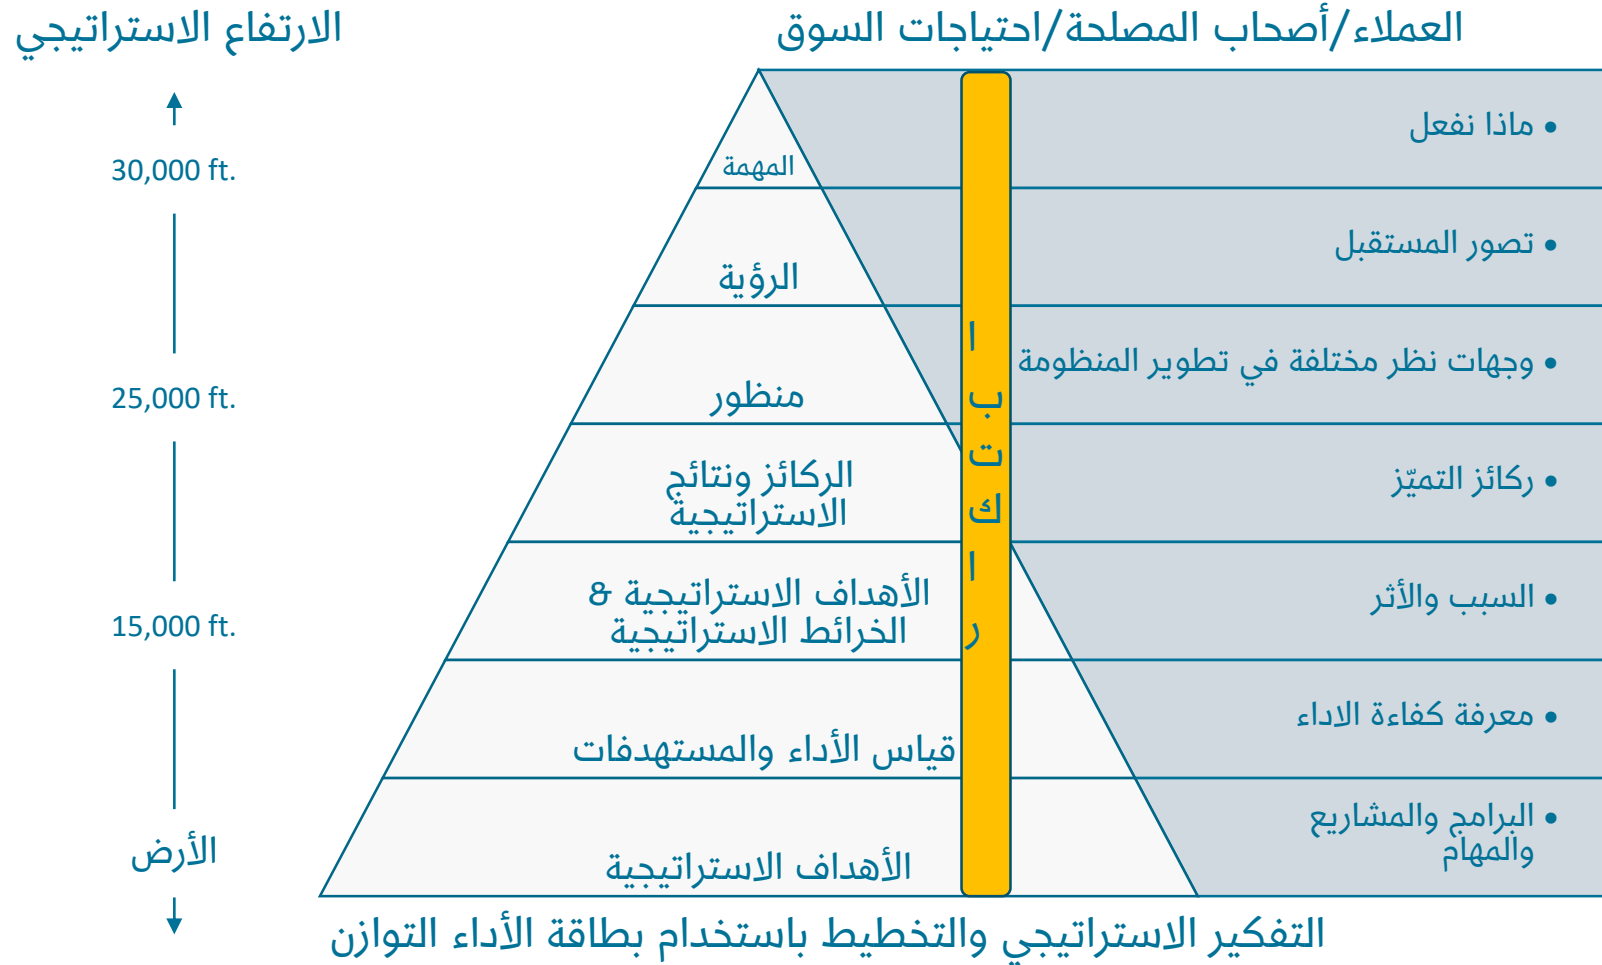 العملاء/أصحاب المصلحة/احتياجات السوق
الارتفاع الاستراتيجي
• ماذا نفعل
المهمة
30,000 ft.
• تصور المستقبل
الرؤية
• وجهات نظر مختلفة في تطوير المنظومة
منظور
25,000 ft.
• ركائز التميّز
الركائز ونتائج
الاستراتيجية
• السبب والأثر
الأهداف الاستراتيجية &
الخرائط الاستراتيجية
15,000 ft.
• معرفة كفاءة الاداء
قياس الأداء والمستهدفات
• البرامج والمشاريع
والمهام
الأهداف الاستراتيجية
الأرض
ا
ب
ت
ك
ا
ر
التفكير الاستراتيجي والتخطيط باستخدام بطاقة الأداء التوازن